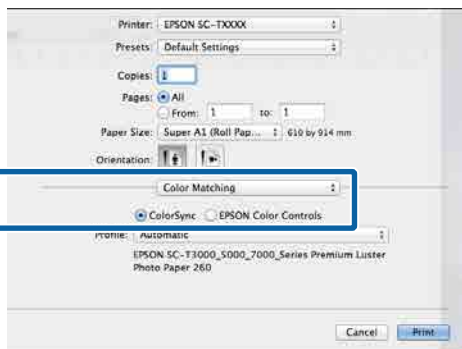 Printer: EPSON SC-TXXXX
Presets: Default Settings
Copies: 1
Pages: All
From: 1 to: 1
Paper Size: Super A1 (Roll Pap... 610 by 914 mm
Orientation:
Color Matching
ColorSync EPSON Color Controls
Profile: Automatic
EPSON SC-T3000_5000_7000_Series Premium Luster
Photo Paper 260
Cancel Print